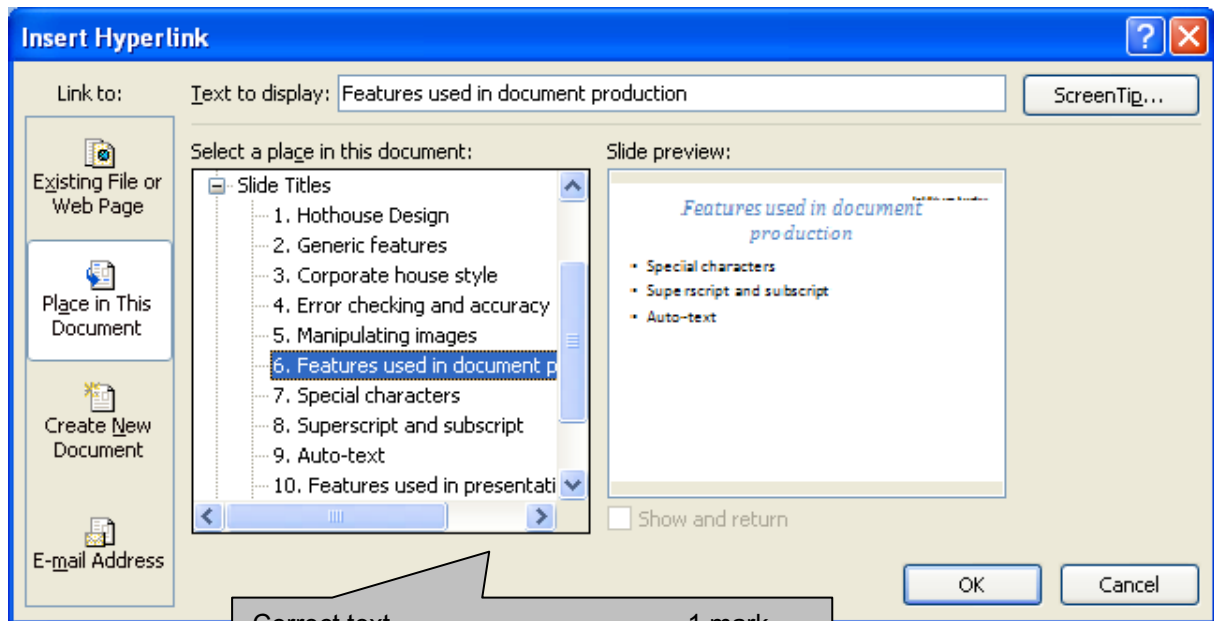 Insert Hyperlink
Link to:
Text to display: Features used in document production
ScreenTip...
Existing File or
Web Page
Place in This
Document
Create New
Document
E-mail Address
Select a place in this document:
Slide Titles
1. Hothouse Design
2. Generic features
3. Corporate house style
4. Error checking and accuracy
5. Manipulating images
6. Features used in document p
7. Special characters
8. Superscript and subscript
9. Auto-text
10. Features used in presentati
Slide preview:
Features used in document
production
• Special characters
• Superscript and subscript
• Auto-text
Show and return
OK
Cancel
Correct text 1 mark